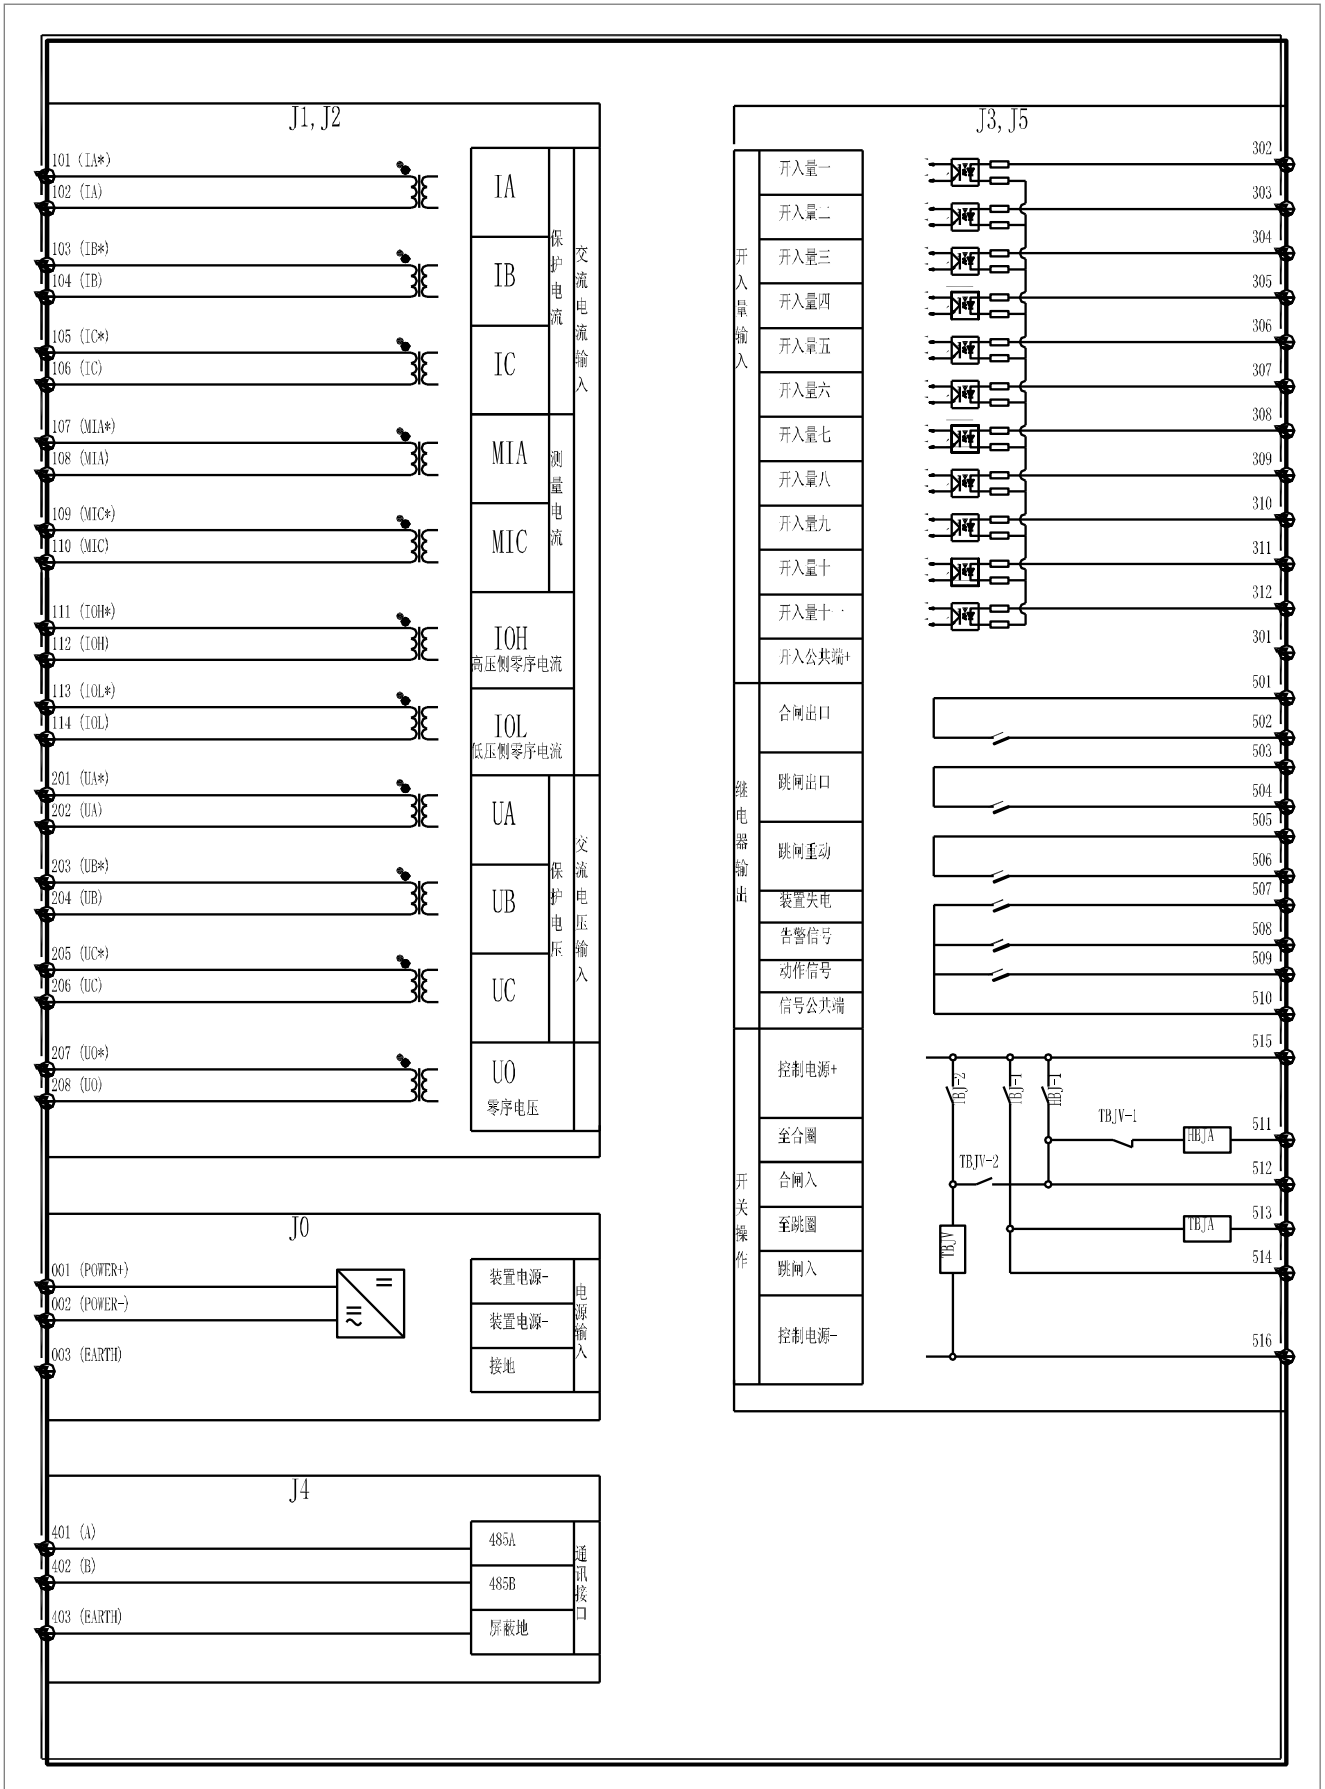 J1, J2
101 (IA*)
102 (IA)
IA
103 (IB*)
104 (IB)
IB
105 (IC*)
106 (IC)
IC
保护电流
交流电流输入
107 (MIA*)
108 (MIA)
MIA
109 (MIC*)
110 (MIC)
MIC
测量电流
111 (IOH*)
112 (IOH)
IOH
高压侧零序电流
113 (IOL*)
114 (IOL)
IOL
低压侧零序电流
201 (UA*)
202 (UA)
UA
203 (UB*)
204 (UB)
UB
205 (UC*)
206 (UC)
UC
保护电压
交流电压输入
207 (UO*)
208 (UO)
UO
零序电压
J0
001 (POWER+)
002 (POWER-)
003 (EARTH)
装置电源-
装置电源-
接地
电源输入
J4
401 (A)
402 (B)
403 (EARTH)
485A
485B
屏蔽地
通讯接口
J3, J5
开入量输入
开入量一
302
开入量二
303
开入量三
304
开入量四
305
开入量五
306
开入量六
307
开入量七
308
开入量八
309
开入量九
310
开入量十
311
开入量十一
312
开入公共端+
301
继电器输出
合闸出口
501
502
跳闸出口
503
504
跳闸重动
505
506
装置失电
507
告警信号
508
动作信号
509
信号公共端
510
开关操作
控制电源+
515
TBJ-2
TBJ-1
HBJ-1
至合圈
TBJV-1
HBJA
511
合闸入
TBJV-2
512
至跳圈
TBJV
TBJA
513
跳闸入
514
控制电源-
516